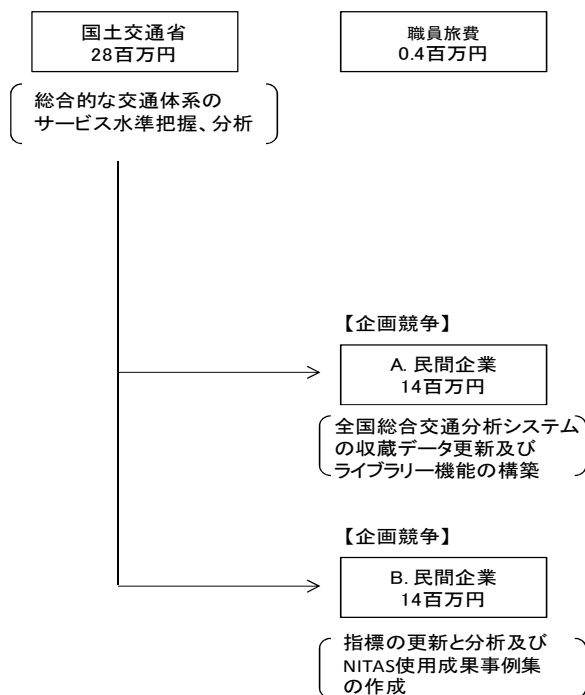 国土交通省
28百万円
職員旅費
0.4百万円
総合的な交通体系の
サービス水準把握、分析
【企画競争】
A. 民間企業
14百万円
全国総合交通分析システム
の収蔵データ更新及び
ライブラリー機能の構築
【企画競争】
B. 民間企業
14百万円
指標の更新と分析及び
NITAS使用成果事例集
の作成